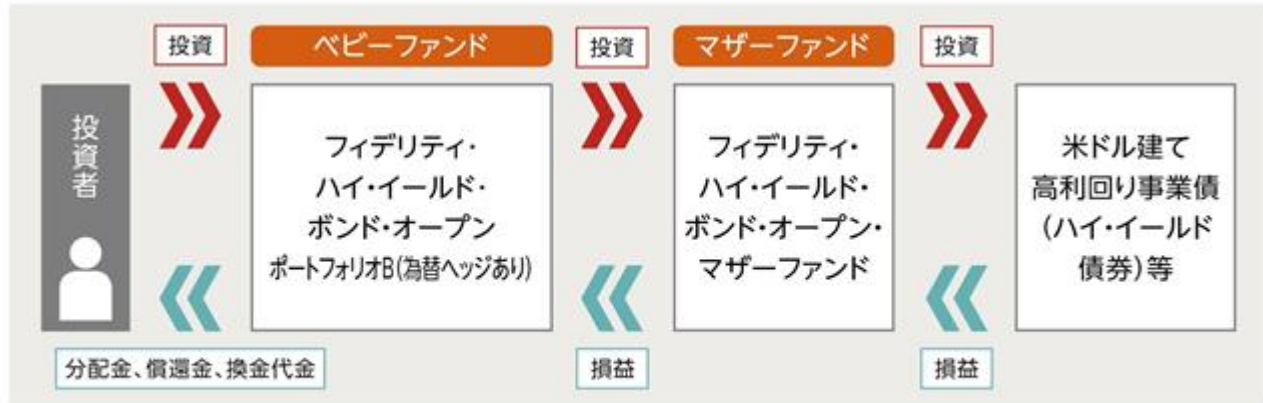 投資
ベビーファンド
投資
マザーファンド
投資
投資者
フィデリティ・
ハイ・イールド・
ボンド・オープン
ポートフォリオB(為替ヘッジあり)
フィデリティ・
ハイ・イールド・
ボンド・オープン・
マザーファンド
米ドル建て
高利回り事業債
(ハイ・イールド
債券)等
分配金、償還金、換金代金
損益
損益